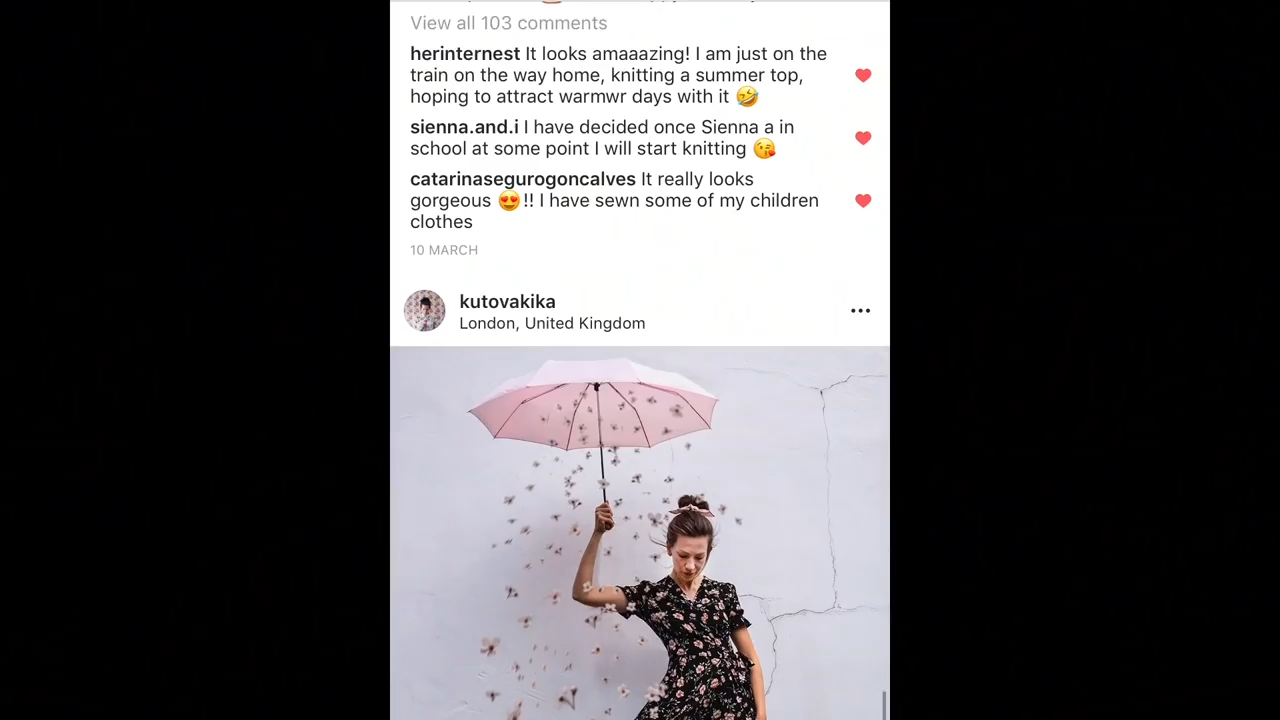 View all 103 comments
herinternest It looks amaaazing! I am just on the
train on the way home, knitting a summer top,
hoping to attract warmwr days with it 🤣
sienna.and.i I have decided once Sienna a in
school at some point I will start knitting 😘
catarinasegurogoncalves It really looks
gorgeous 😍!! I have sewn some of my children
clothes
10 MARCH
kutovakika
London, United Kingdom